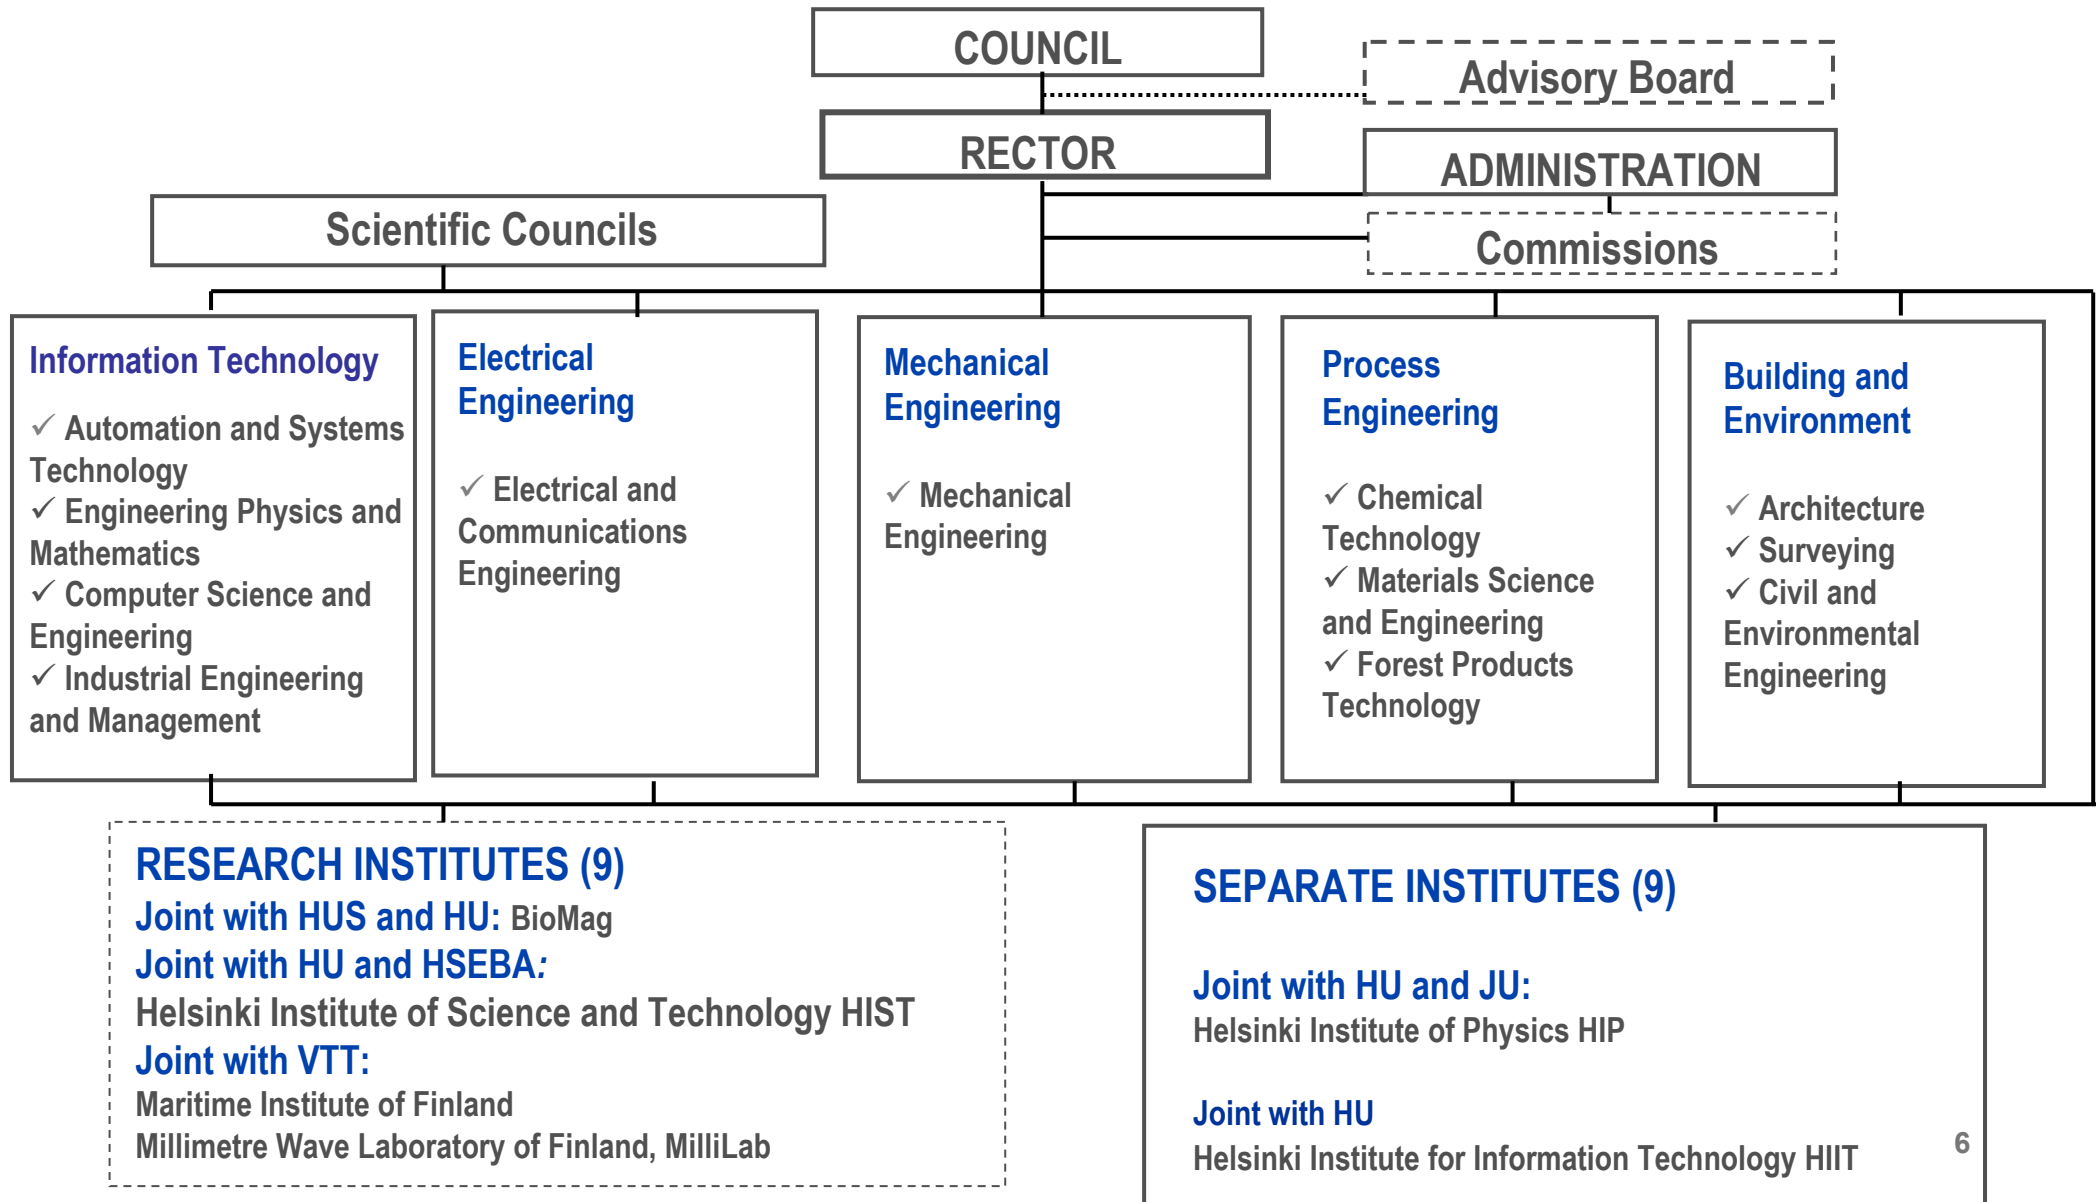 COUNCIL
Advisory Board
RECTOR
ADMINISTRATION
Scientific Councils
Commissions
Information Technology
✓ Automation and Systems
Technology
✓ Engineering Physics and
Mathematics
✓ Computer Science and
Engineering
✓ Industrial Engineering
and Management
Electrical
Engineering
✓ Electrical and
Communications
Engineering
Mechanical
Engineering
✓ Mechanical
Engineering
Process
Engineering
✓ Chemical
Technology
✓ Materials Science
and Engineering
✓ Forest Products
Technology
Building and
Environment
✓ Architecture
✓ Surveying
✓ Civil and
Environmental
Engineering
RESEARCH INSTITUTES (9)
Joint with HUS and HU: BioMag
Joint with HU and HSEBA:
Helsinki Institute of Science and Technology HIST
Joint with VTT:
Maritime Institute of Finland
Millimetre Wave Laboratory of Finland, MilliLab
SEPARATE INSTITUTES (9)
Joint with HU and JU:
Helsinki Institute of Physics HIP
Joint with HU
Helsinki Institute for Information Technology HIIT
6